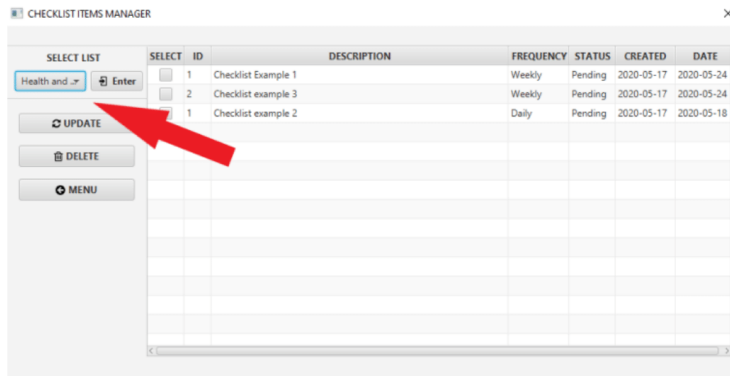 CHECKLIST ITEMS MANAGER
SELECT LIST
Health and ..
Enter
UPDATE
DELETE
MENU
SELECT ID DESCRIPTION FREQUENCY STATUS CREATED DATE
1 Checklist Example 1 Weekly Pending 2020-05-17 2020-05-24
2 Checklist example 3 Weekly Pending 2020-05-17 2020-05-24
1 Checklist example 2 Daily Pending 2020-05-17 2020-05-18